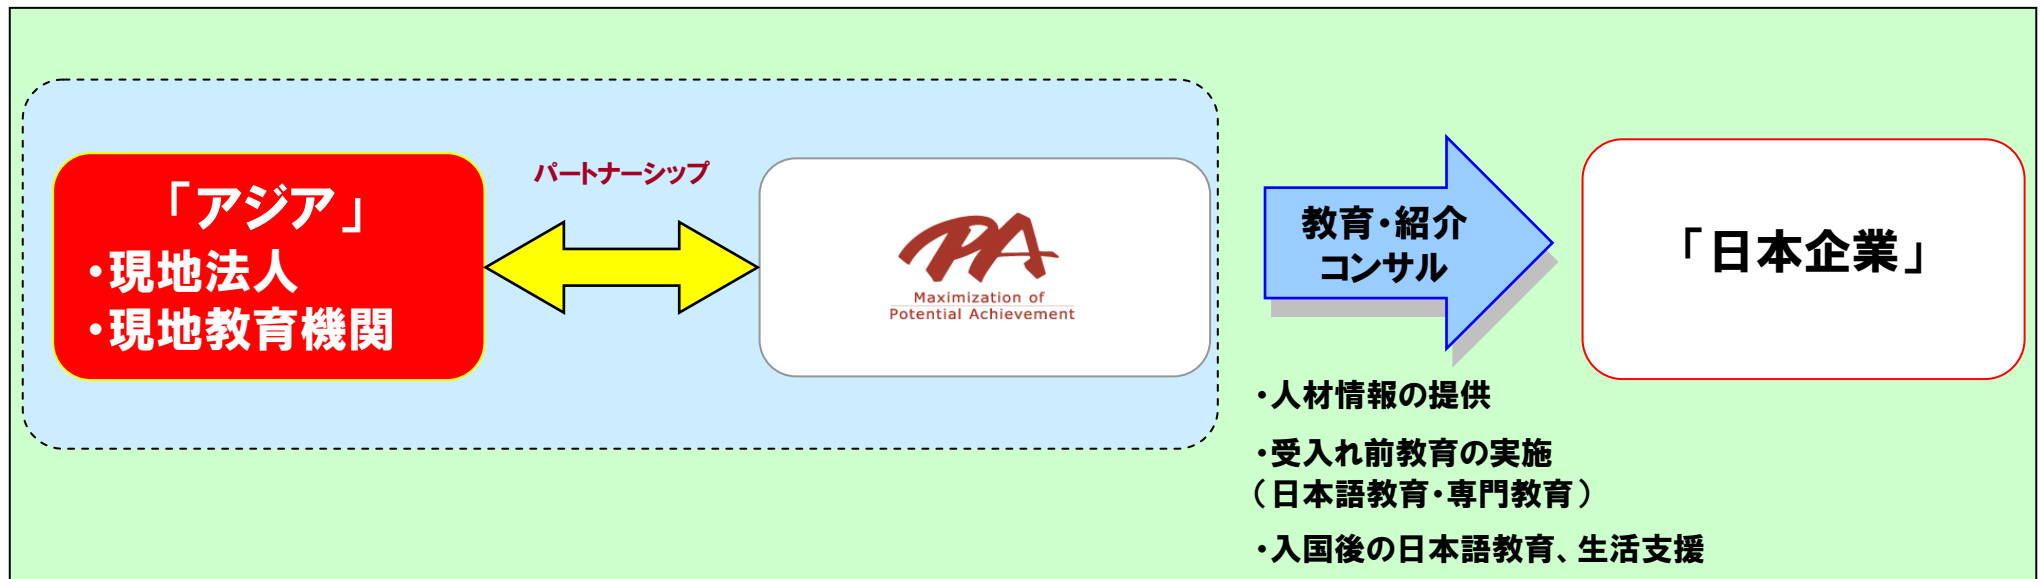 「アジア」
・現地法人
・現地教育機関
パートナーシップ
PA
Maximization of
Potential Achievement
教育・紹介
コンサル
「日本企業」
・人材情報の提供
・受入れ前教育の実施
(日本語教育・専門教育)
・入国後の日本語教育、生活支援